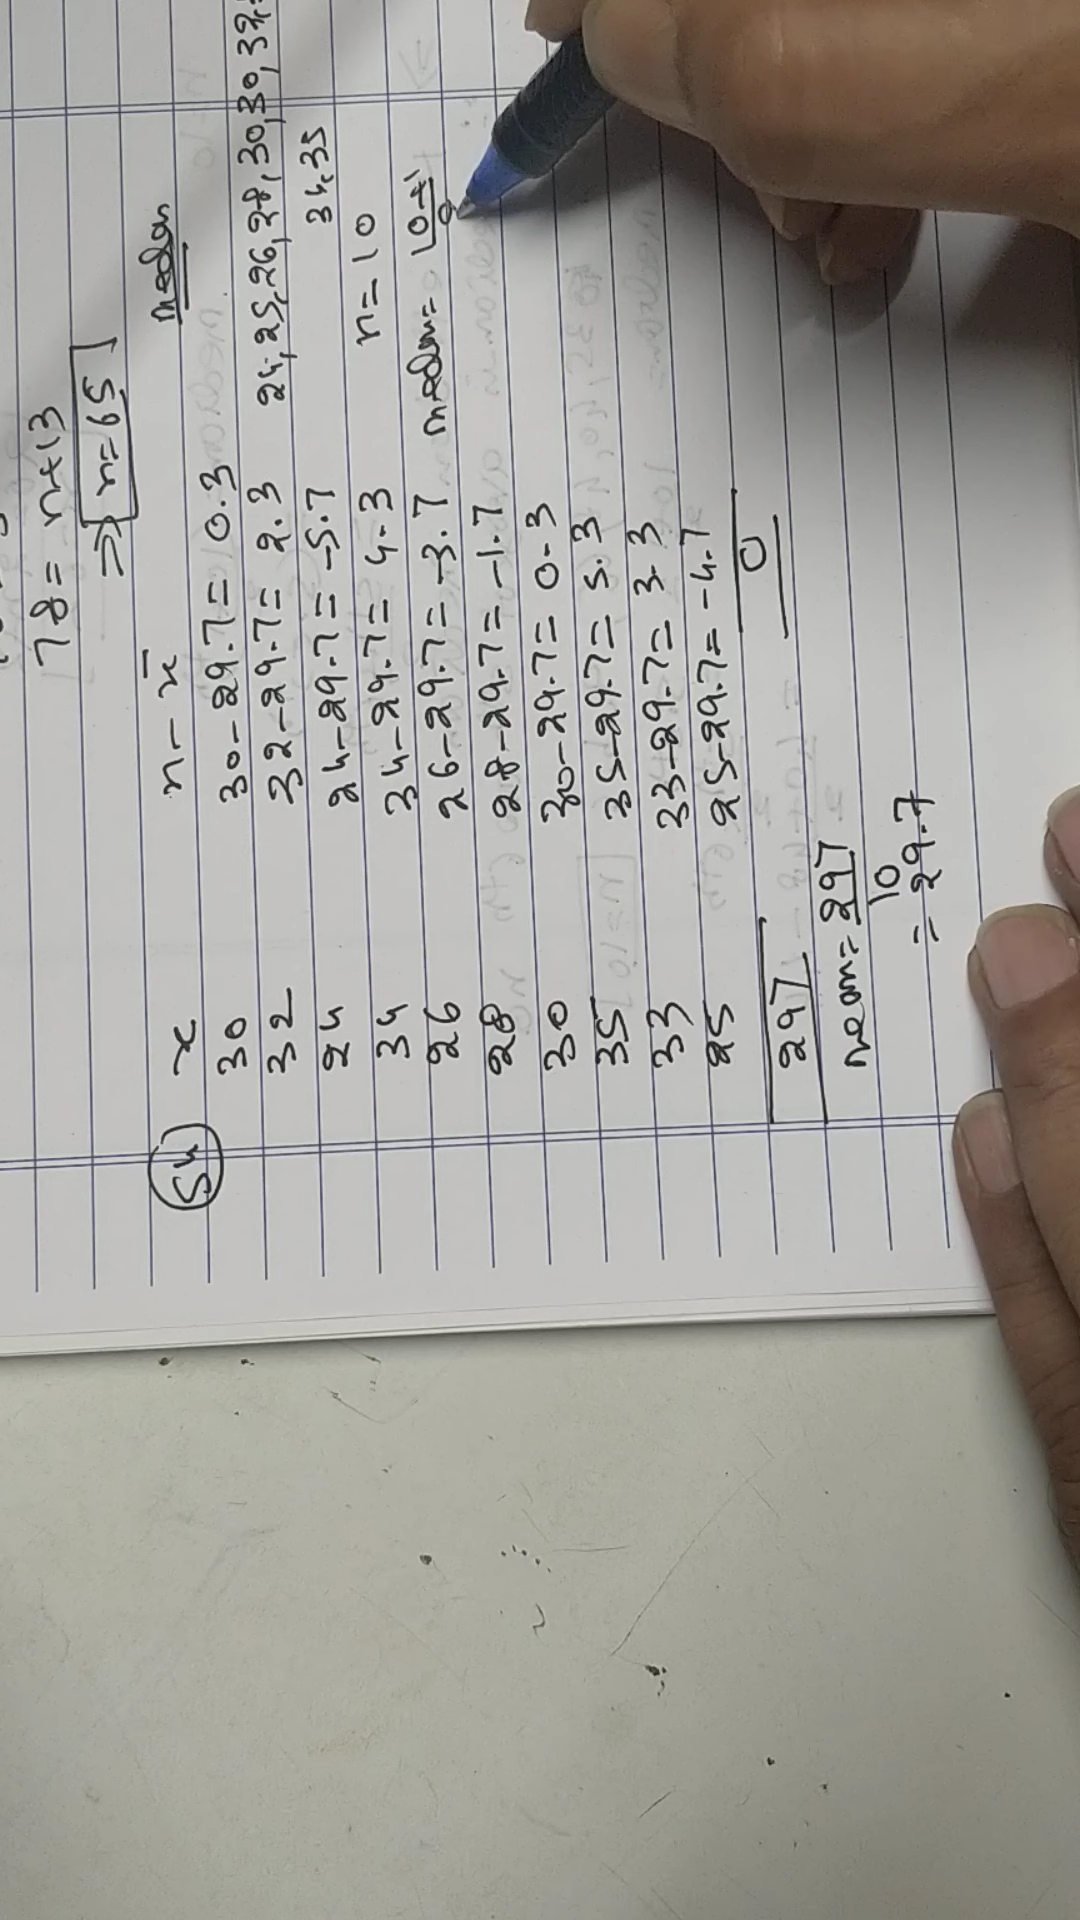 78 = n+13
⇒ n=65
54 x x - x̄ median
30 30-29.7= 0.3 24, 25, 26, 28, 30, 30, 32,
32 32-29.7= 2.3 34, 35
24 24-29.7= -5.7 n=10
34 34-29.7= 4.3 median= 10+1
26 26-29.7= -3.7
28 28-29.7= -1.7
30 30-29.7= 0.3
35 35-29.7= 5.3
33 33-29.7= 3.3
25 25-29.7= -4.7
297 0
mean= 297
10
= 29.7